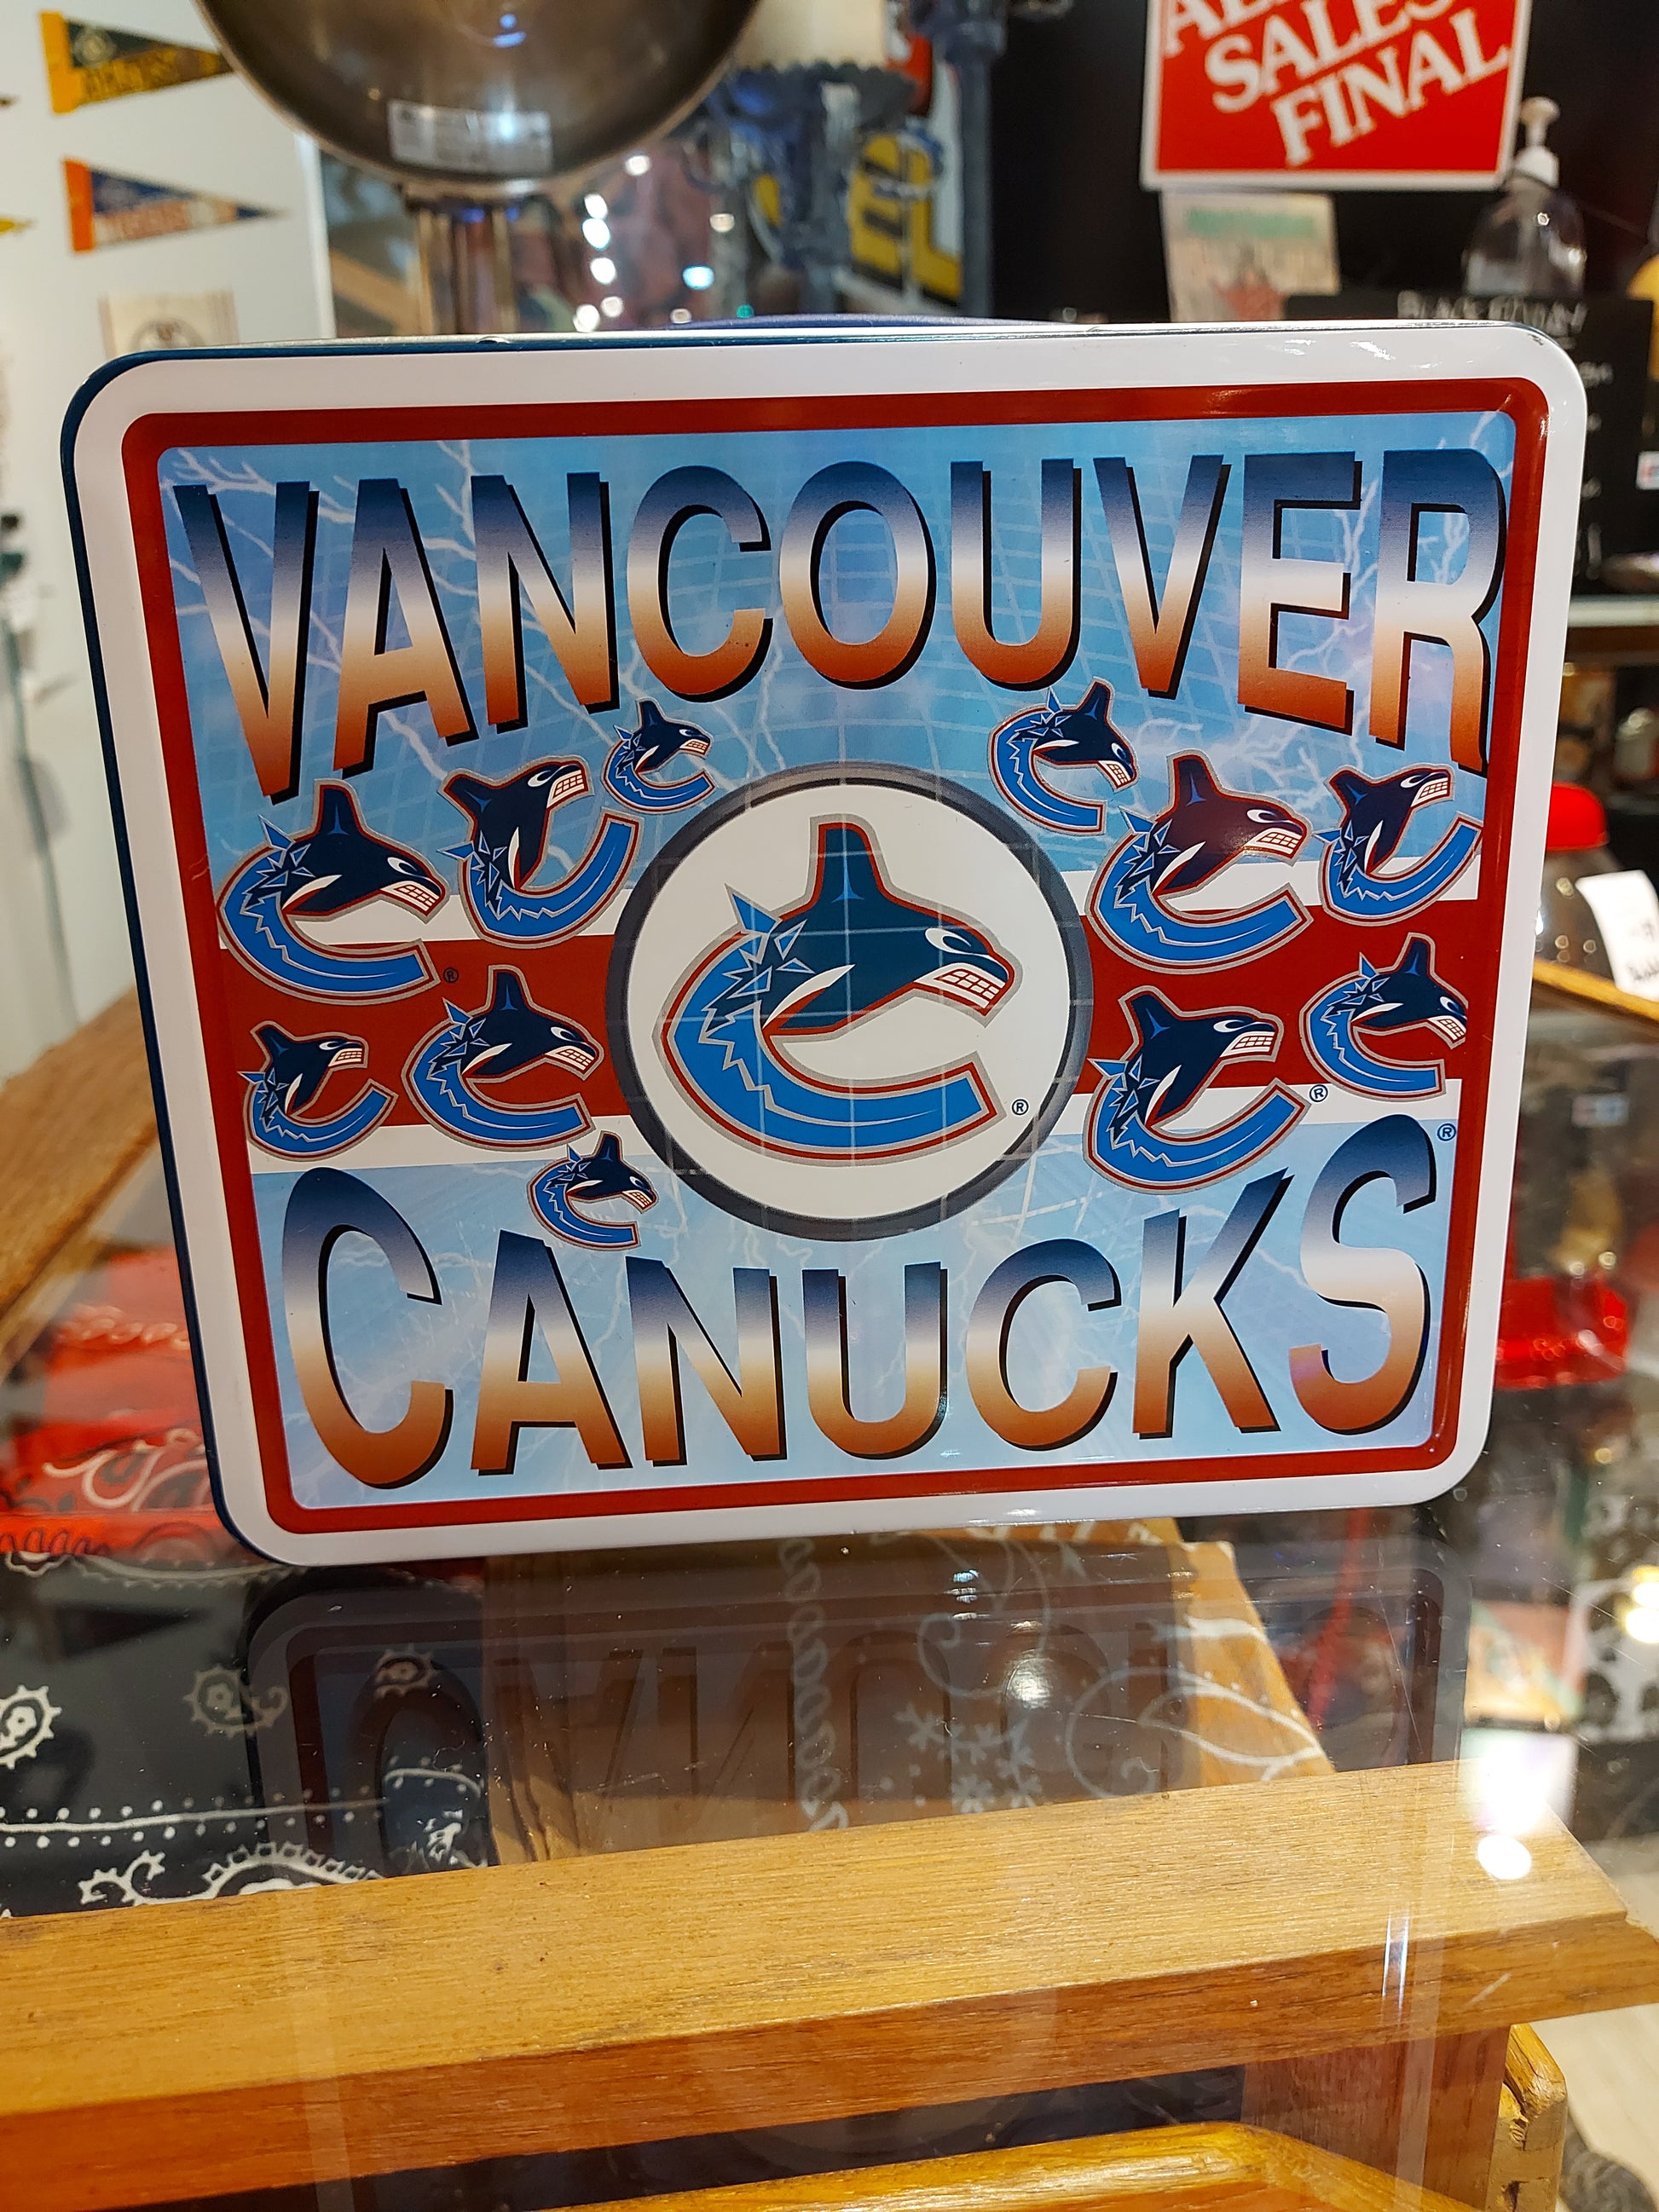 SALES
FINAL
VANCOUVER
®
®
®
®
CANUCKS